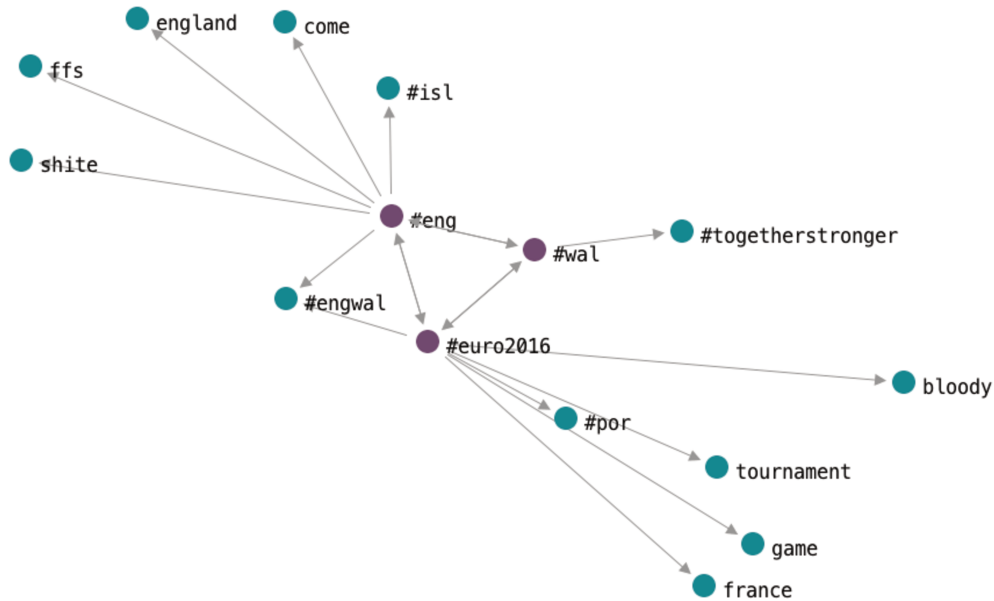 england
come
ffs
#isl
shite
#eng
#togetherstronger
#wal
#engwal
#euro2016
bloody
#por
tournament
game
france